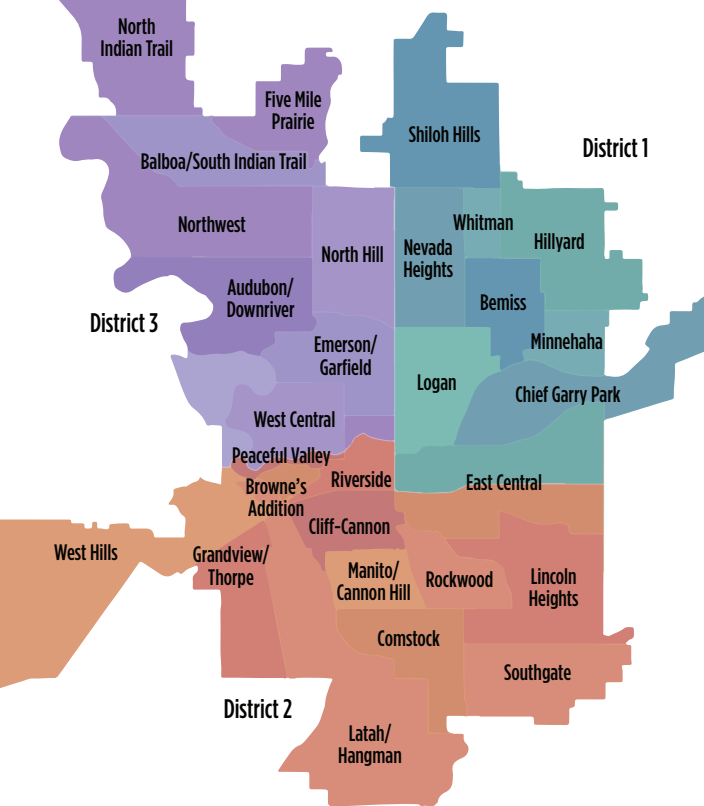 North
Indian Trail
Five Mile
Prairie
Shiloh Hills
District 1
Balboa/South Indian Trail
Northwest
Whitman
Hillyard
North Hill
Nevada
Heights
Audubon/
Downriver
Bemiss
District 3
Minnehaha
Emerson/
Garfield
Logan
Chief Garry Park
West Central
Peaceful Valley
Riverside
East Central
Browne's
Addition
Cliff-Cannon
West Hills
Grandview/
Thorpe
Manito/
Cannon Hill
Rockwood
Lincoln
Heights
Comstock
Southgate
District 2
Latah/
Hangman